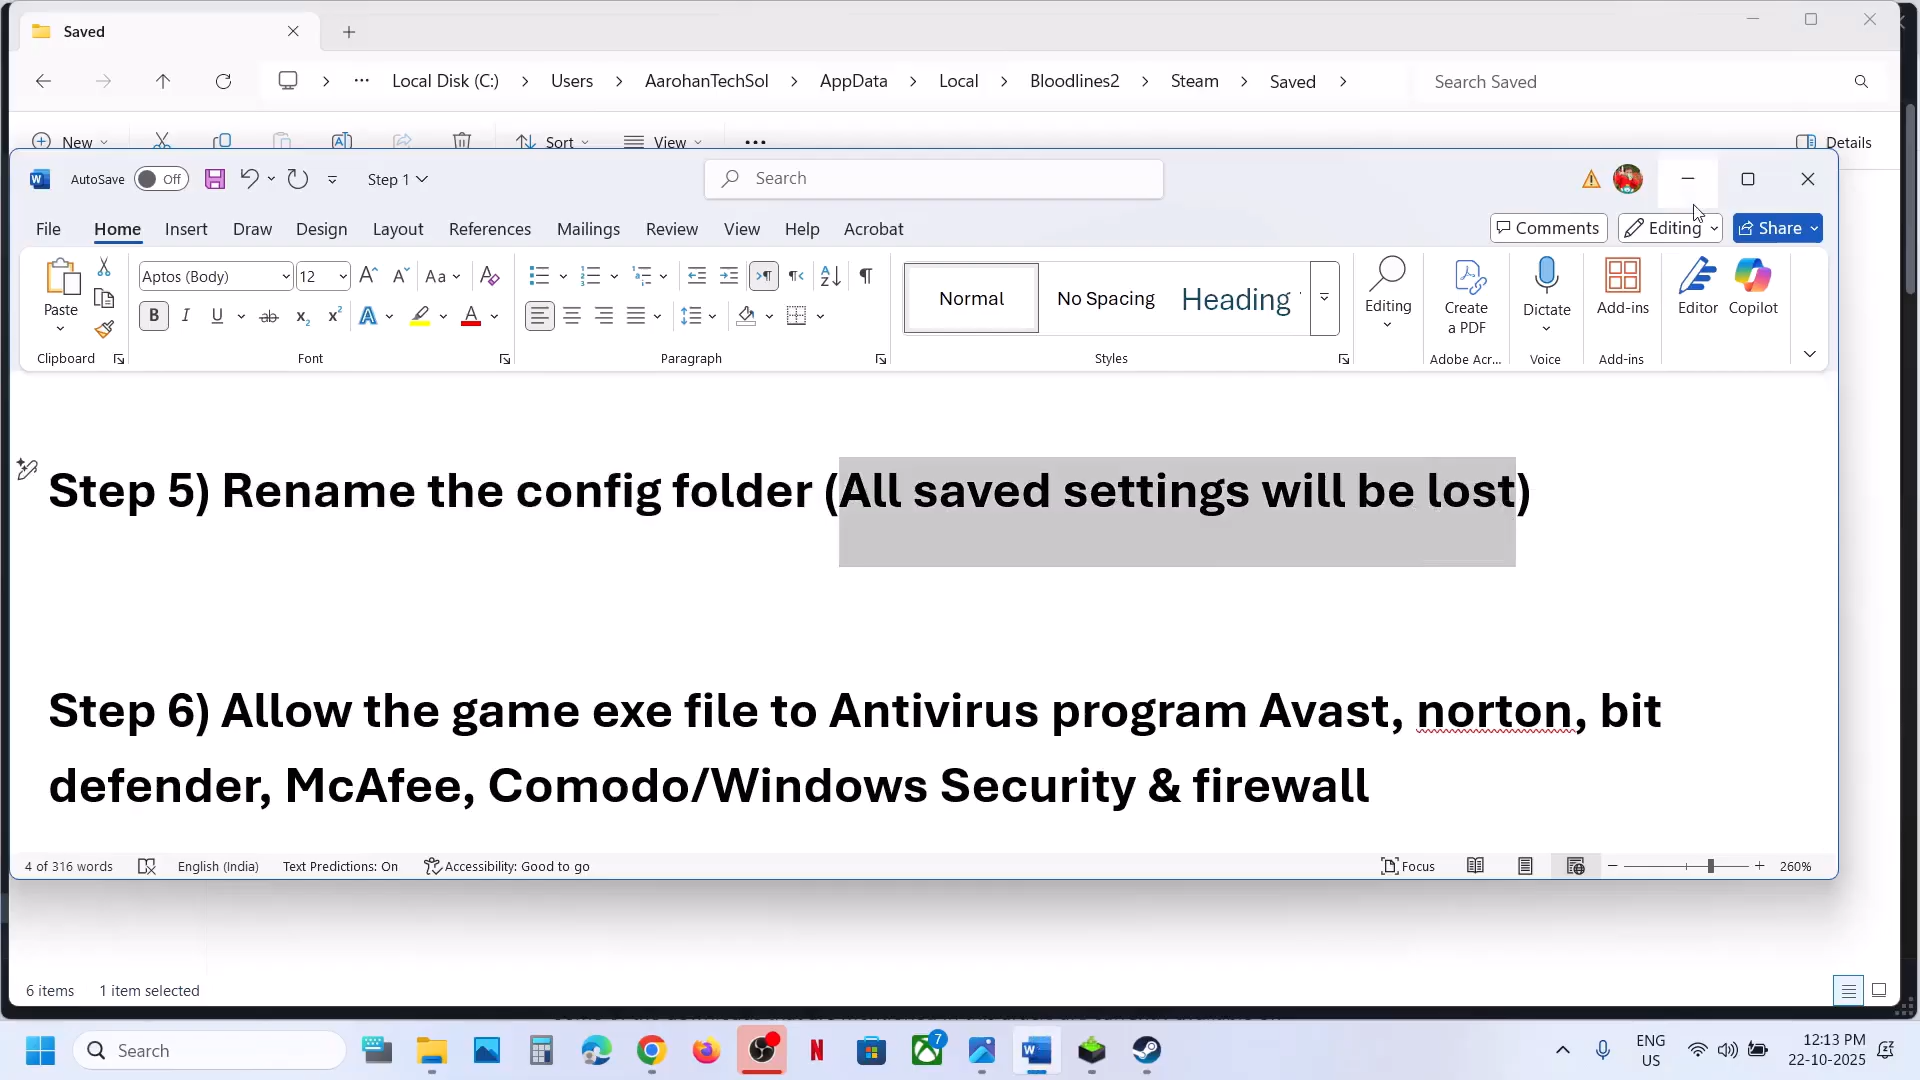 Saved
Local Disk (C:) Users AarohanTechSol AppData Local Bloodlines2 Steam Saved
Search Saved
New Sort View Details
AutoSave Off Step 1 Search
File Home Insert Draw Design Layout References Mailings Review View Help Acrobat Comments Editing Share
Paste Aptos (Body) 12 Aa Normal No Spacing Heading Editing Create a PDF Dictate Add-ins Editor Copilot
Clipboard Font Paragraph Styles Adobe Acr... Voice Add-ins
Step 5) Rename the config folder (All saved settings will be lost)
Step 6) Allow the game exe file to Antivirus program Avast, norton, bit
defender, McAfee, Comodo/Windows Security & firewall
4 of 316 words English (India) Text Predictions: On Accessibility: Good to go Focus 260%
6 items 1 item selected
Search 7 ENG US 12:13 PM 22-10-2025